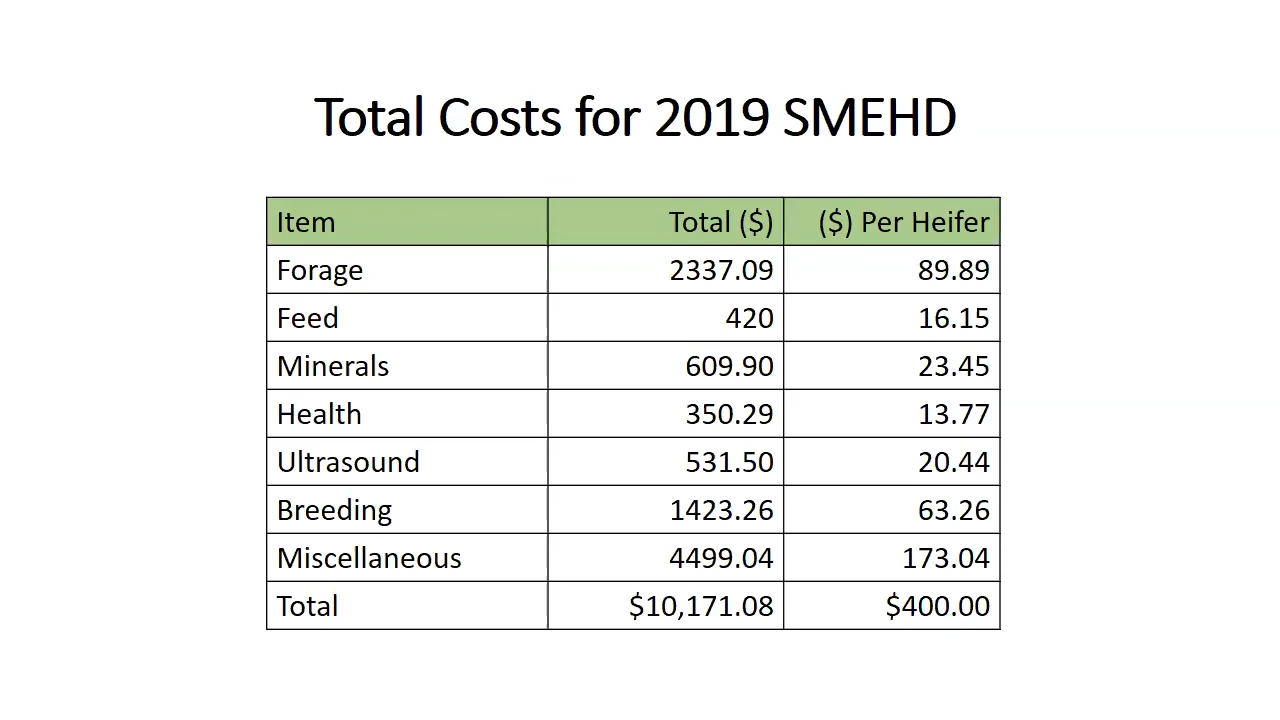 Total Costs for 2019 SMEHD
Item Total ($) ($) Per Heifer
Forage 2337.09 89.89
Feed 420 16.15
Minerals 609.90 23.45
Health 350.29 13.77
Ultrasound 531.50 20.44
Breeding 1423.26 63.26
Miscellaneous 4499.04 173.04
Total $10,171.08 $400.00